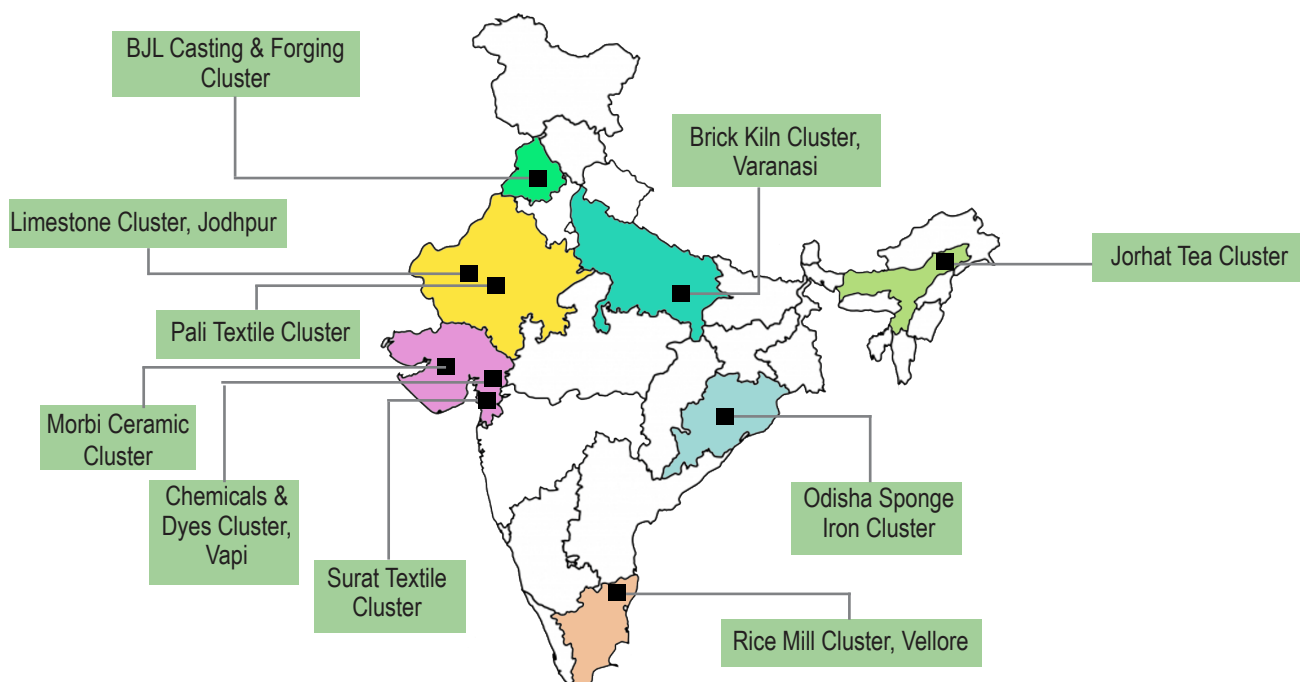 BJL Casting & Forging
Cluster
Brick Kiln Cluster,
Varanasi
Limestone Cluster, Jodhpur
Jorhat Tea Cluster
Pali Textile Cluster
Morbi Ceramic
Cluster
Chemicals &
Dyes Cluster,
Vapi
Odisha Sponge
Iron Cluster
Surat Textile
Cluster
Rice Mill Cluster, Vellore